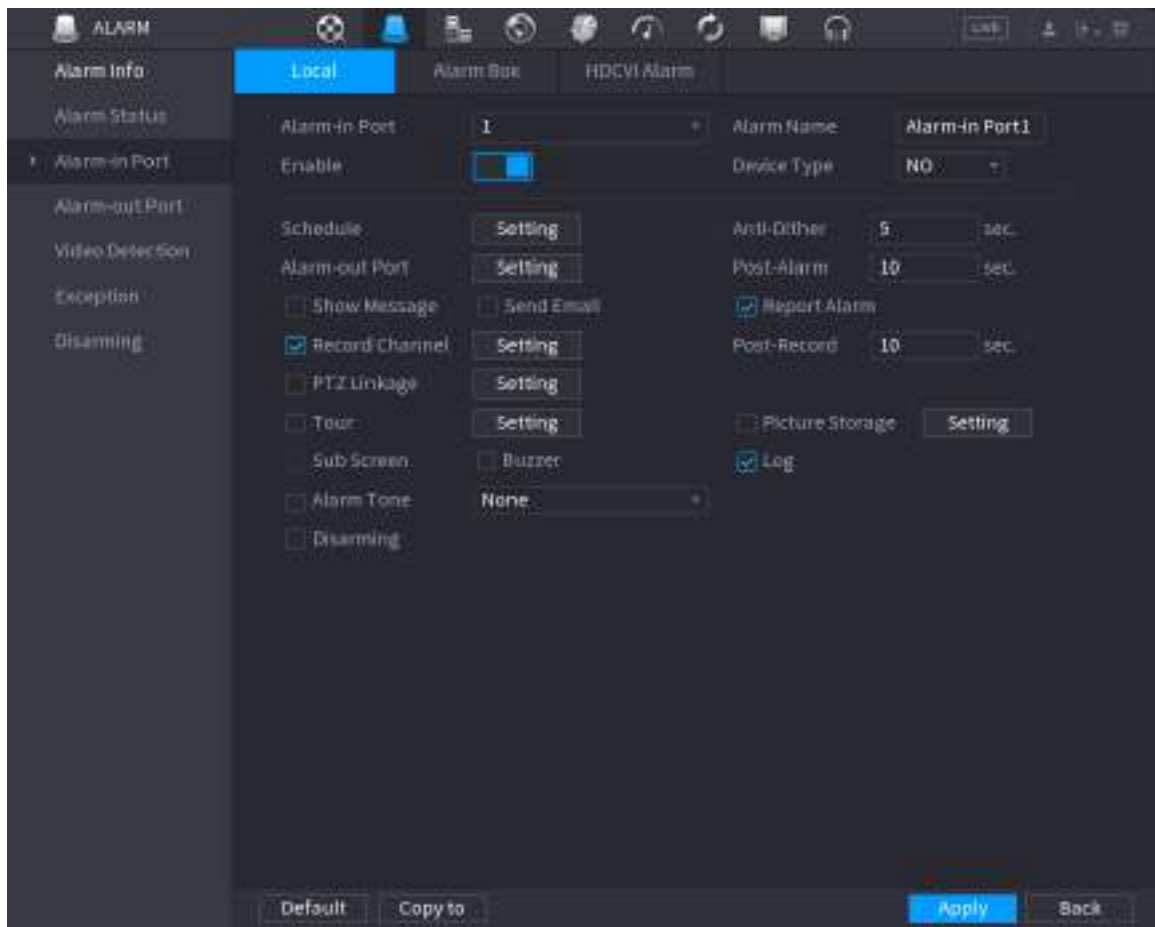 ALARM
LIVE
Alarm Info
Alarm Status
Alarm-in Port
Alarm-out Port
Video Detection
Exception
Disarming
Local Alarm Box HDCVI Alarm
Alarm-in Port 1 Alarm Name Alarm-in Port1
Enable Device Type NO
Schedule Setting Anti-Dither 5 sec.
Alarm-out Port Setting Post-Alarm 10 sec.
Show Message Send Email Report Alarm
Record Channel Setting Post-Record 10 sec.
PTZ Linkage Setting
Tour Setting Picture Storage Setting
Sub Screen Buzzer Log
Alarm Tone None
Disarming
Default Copy to Apply Back